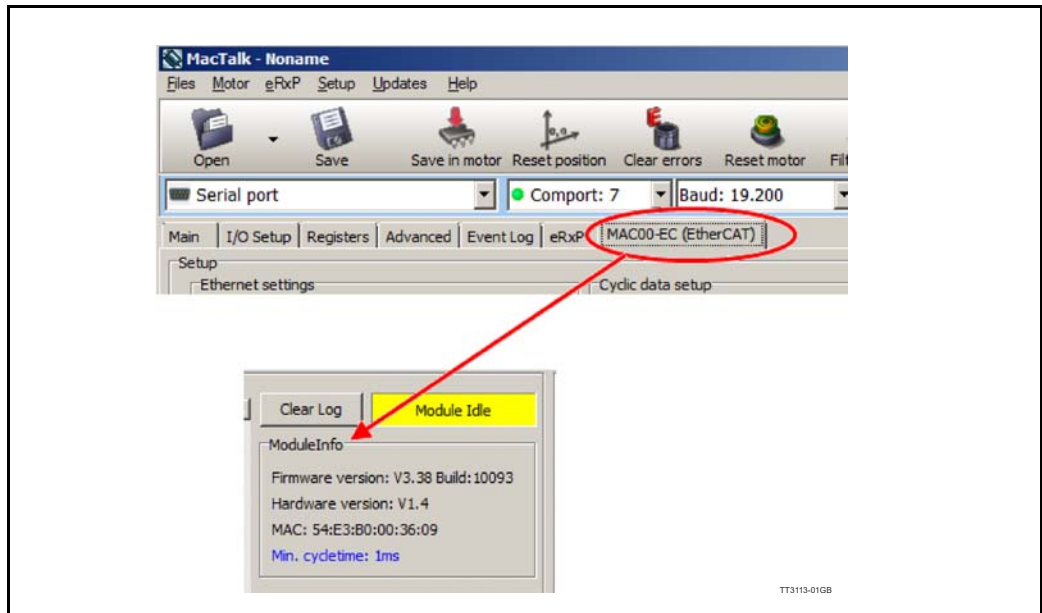 MacTalk - Noname
Files Motor eRxP Setup Updates Help
Open Save Save in motor Reset position Clear errors Reset motor
Serial port Comport: 7 Baud: 19.200
Main I/O Setup Registers Advanced Event Log eRxP MAC00-EC (EtherCAT)
Setup
Ethernet settings Cyclic data setup
Clear Log Module Idle
ModuleInfo
Firmware version: V3.38 Build:10093
Hardware version: V1.4
MAC: 54:E3:B0:00:36:09
Min. cycletime: 1ms
TT3113-01GB